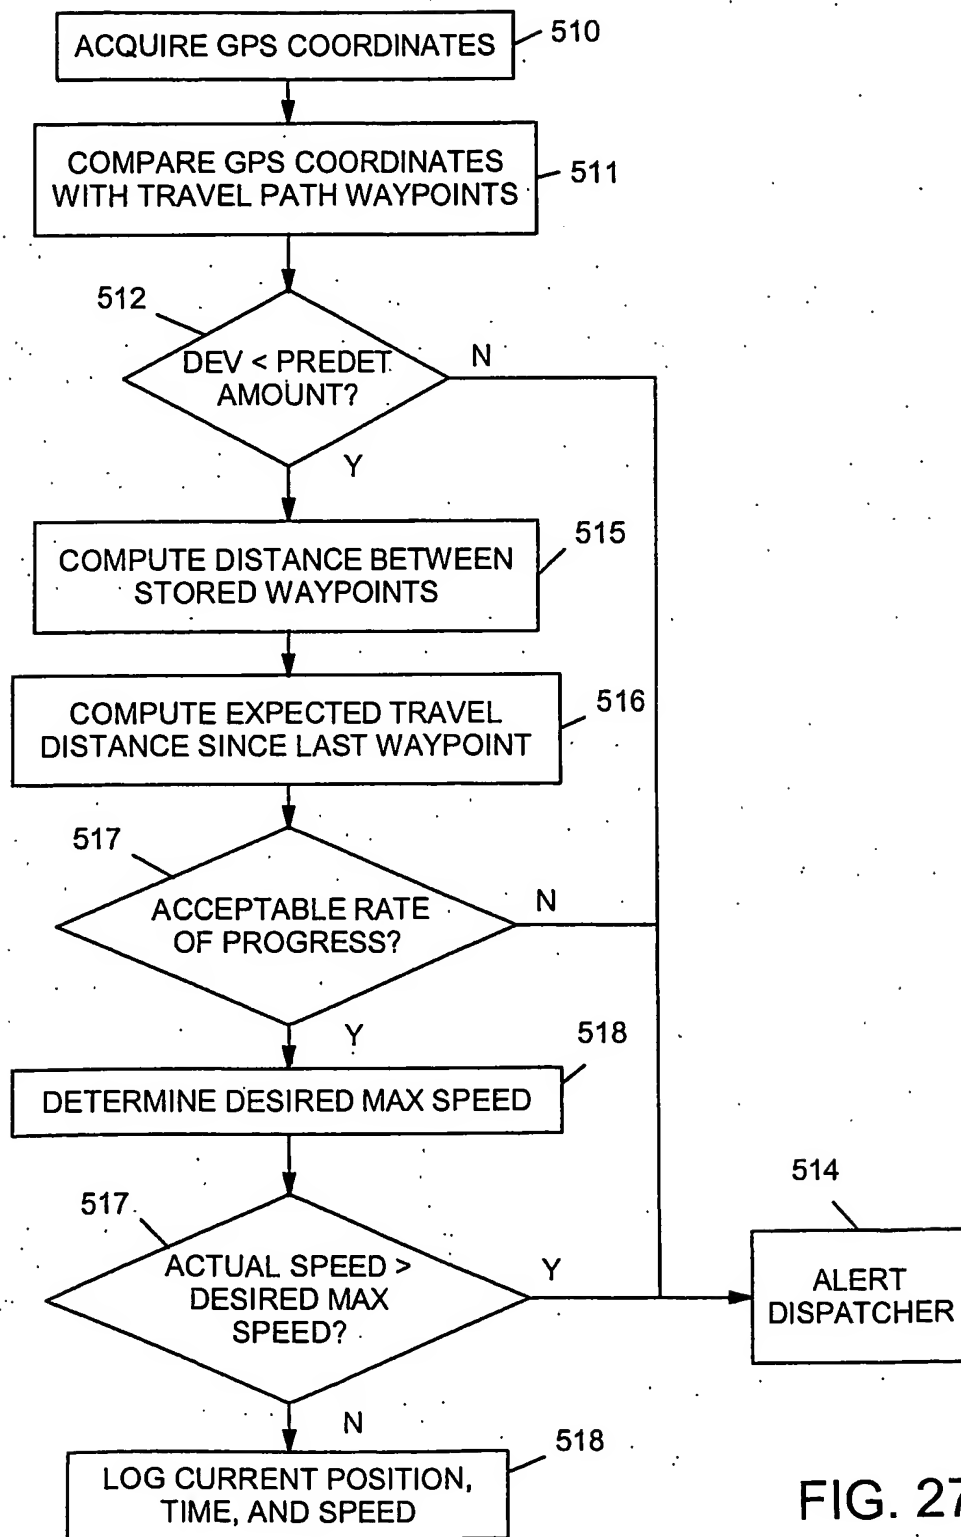 ACQUIRE GPS COORDINATES
510
COMPARE GPS COORDINATES
WITH TRAVEL PATH WAYPOINTS
511
512
DEV < PREDET
AMOUNT?
N
Y
COMPUTE DISTANCE BETWEEN
STORED WAYPOINTS
515
COMPUTE EXPECTED TRAVEL
DISTANCE SINCE LAST WAYPOINT
516
517
ACCEPTABLE RATE
OF PROGRESS?
N
Y
518
DETERMINE DESIRED MAX SPEED
517
ACTUAL SPEED >
DESIRED MAX
SPEED?
Y
514
ALERT
DISPATCHER
N
518
LOG CURRENT POSITION,
TIME, AND SPEED
FIG. 27